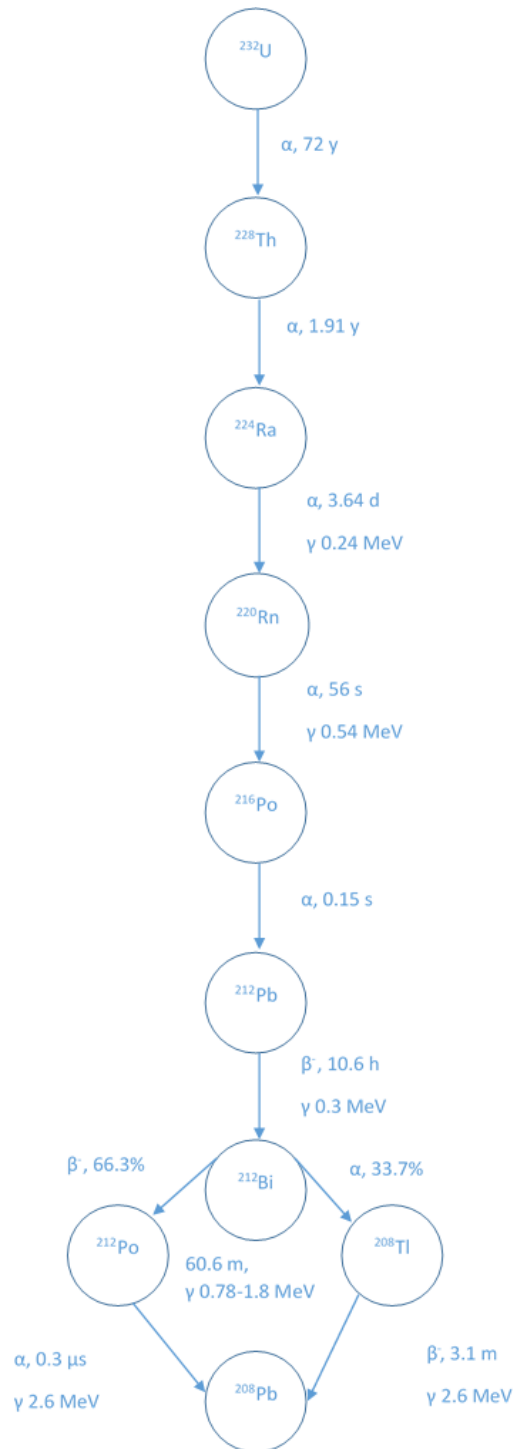 ²³²U
α, 72 y
²²⁸Th
α, 1.91 y
²²⁴Ra
α, 3.64 d
γ 0.24 MeV
²²⁰Rn
α, 56 s
γ 0.54 MeV
²¹⁶Po
α, 0.15 s
²¹²Pb
β⁻, 10.6 h
γ 0.3 MeV
β⁻, 66.3%
²¹²Bi
α, 33.7%
²¹²Po
60.6 m,
γ 0.78-1.8 MeV
²⁰⁸Tl
α, 0.3 µs
γ 2.6 MeV
²⁰⁸Pb
β⁻, 3.1 m
γ 2.6 MeV